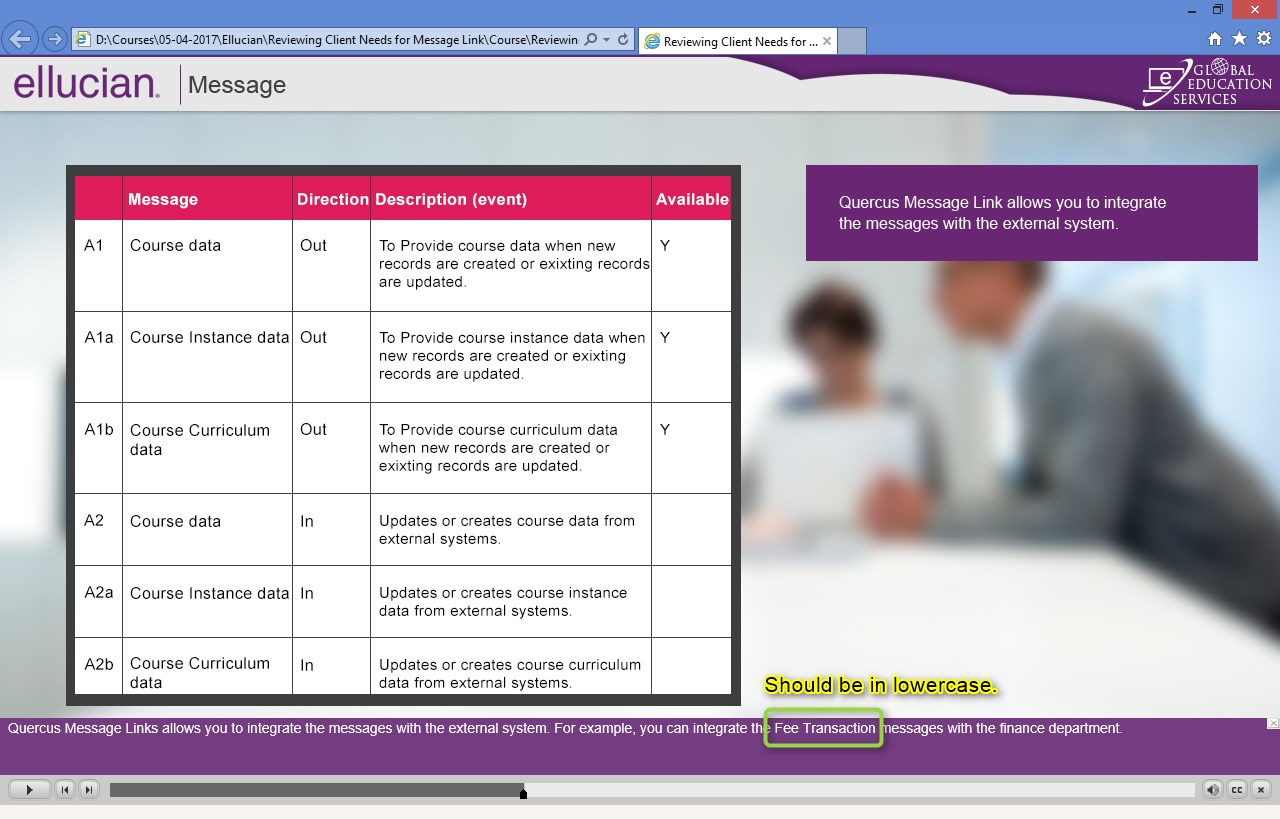 D:\Courses\05-04-2017\Ellucian\Reviewing Client Needs for Message Link\Course\Reviewin
Reviewing Client Needs for ...
ellucian.
Message
e
GLOBAL
EDUCATION
SERVICES
Message Direction Description (event) Available
A1 Course data Out To Provide course data when new
records are created or exixting records
are updated. Y
A1a Course Instance data Out To Provide course instance data when
new records are created or exixting
records are updated. Y
A1b Course Curriculum
data Out To Provide course curriculum data
when new records are created or
exixting records are updated. Y
A2 Course data In Updates or creates course data from
external systems.
A2a Course Instance data In Updates or creates course instance
data from external systems.
A2b Course Curriculum
data In Updates or creates course curriculum
data from external systems.
Quercus Message Link allows you to integrate
the messages with the external system.
Should be in lowercase.
Quercus Message Links allows you to integrate the messages with the external system. For example, you can integrate the Fee Transaction messages with the finance department.
CC